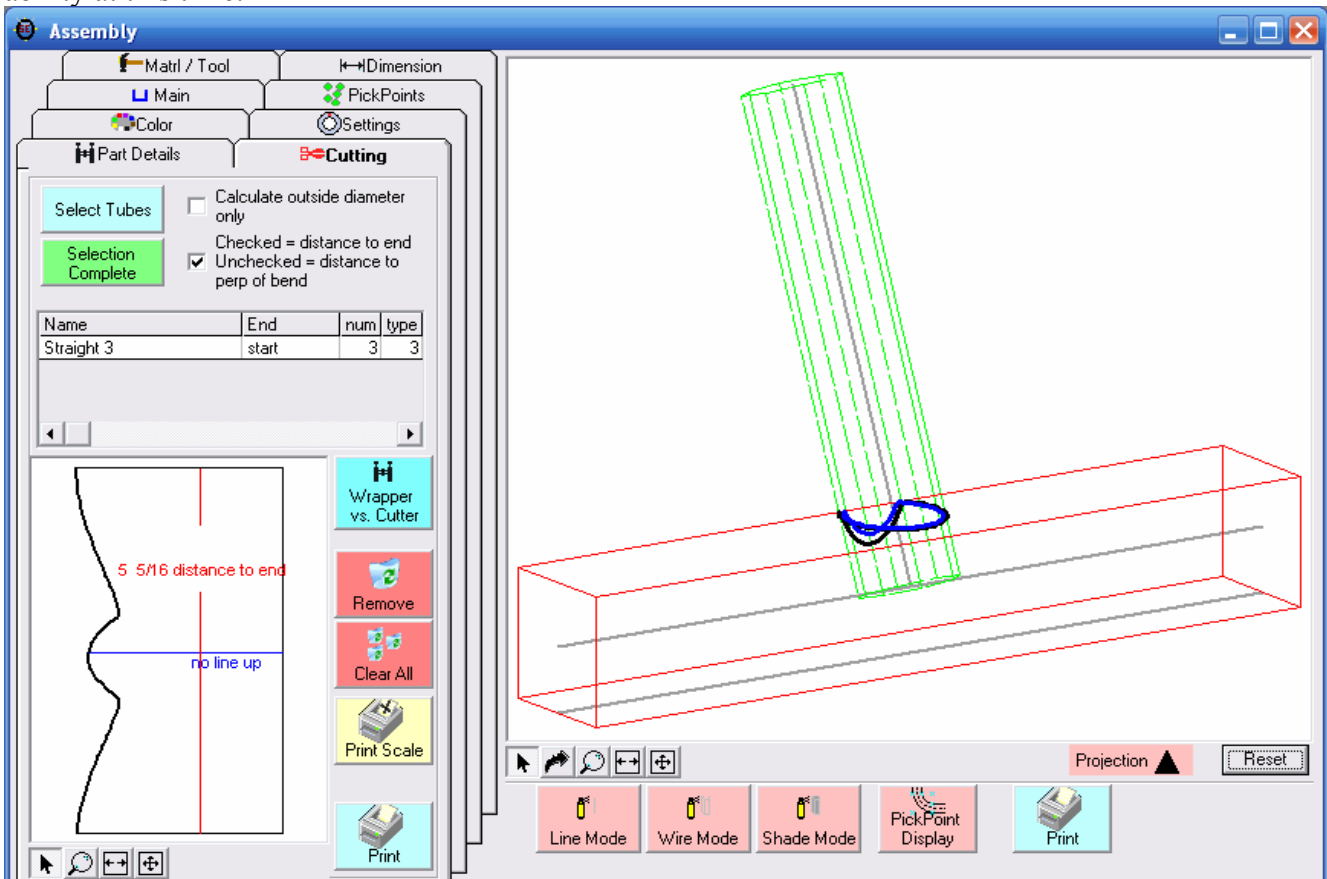 Assembly
Matrl / Tool
Dimension
Main
PickPoints
Color
Settings
Part Details
Cutting
Select Tubes
Calculate outside diameter
only
Selection
Complete
Checked = distance to end
Unchecked = distance to
perp of bend
Name End num type
Straight 3 start 3 3
5 5/16 distance to end
no line up
Wrapper
vs. Cutter
Remove
Clear All
Print Scale
Print
Projection
Reset
Line Mode
Wire Mode
Shade Mode
PickPoint
Display
Print